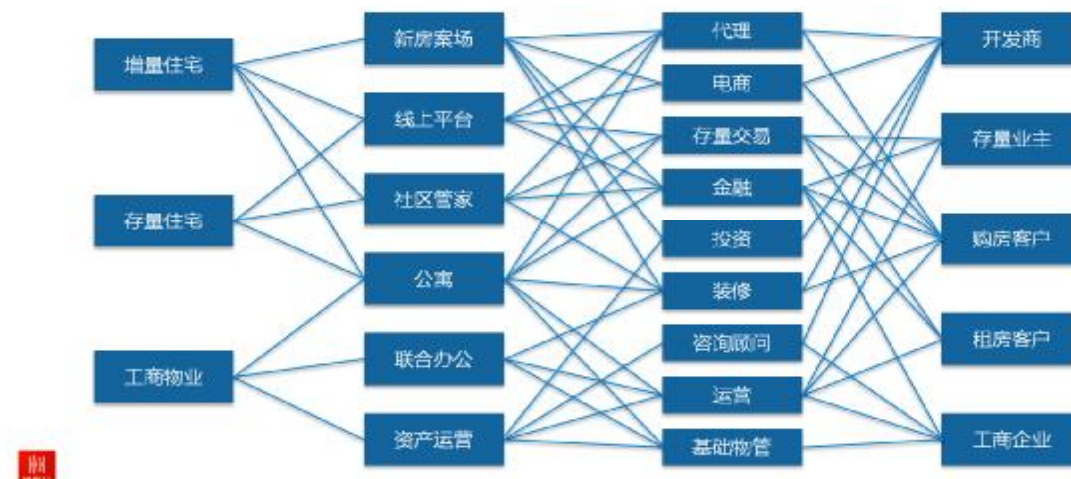 增量住宅
存量住宅
工商物业
新房案场
线上平台
社区管家
公寓
联合办公
资产运营
代理
电商
存量交易
金融
投资
装修
咨询顾问
运营
基础物管
开发商
存量业主
购房客户
租房客户
工商企业